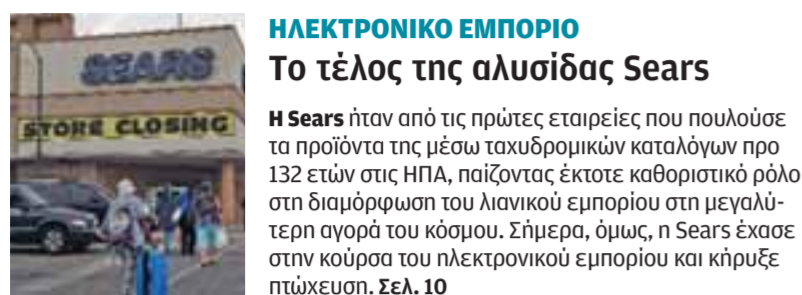 SEARS
STORE CLOSING
ΗΛΕΚΤΡΟΝΙΚΟ ΕΜΠΟΡΙΟ
Το τέλος της αλυσίδας Sears
Η Sears ήταν από τις πρώτες εταιρείες που πουλούσε
τα προϊόντα της μέσω ταχυδρομικών καταλόγων προ
132 ετών στις ΗΠΑ, παίζοντας έκτοτε καθοριστικό ρόλο
στη διαμόρφωση του λιανικού εμπορίου στη μεγαλύ-
τερη αγορά του κόσμου. Σήμερα, όμως, η Sears έχασε
στην κούρσα του ηλεκτρονικού εμπορίου και κήρυξε
πτώχευση. Σελ. 10